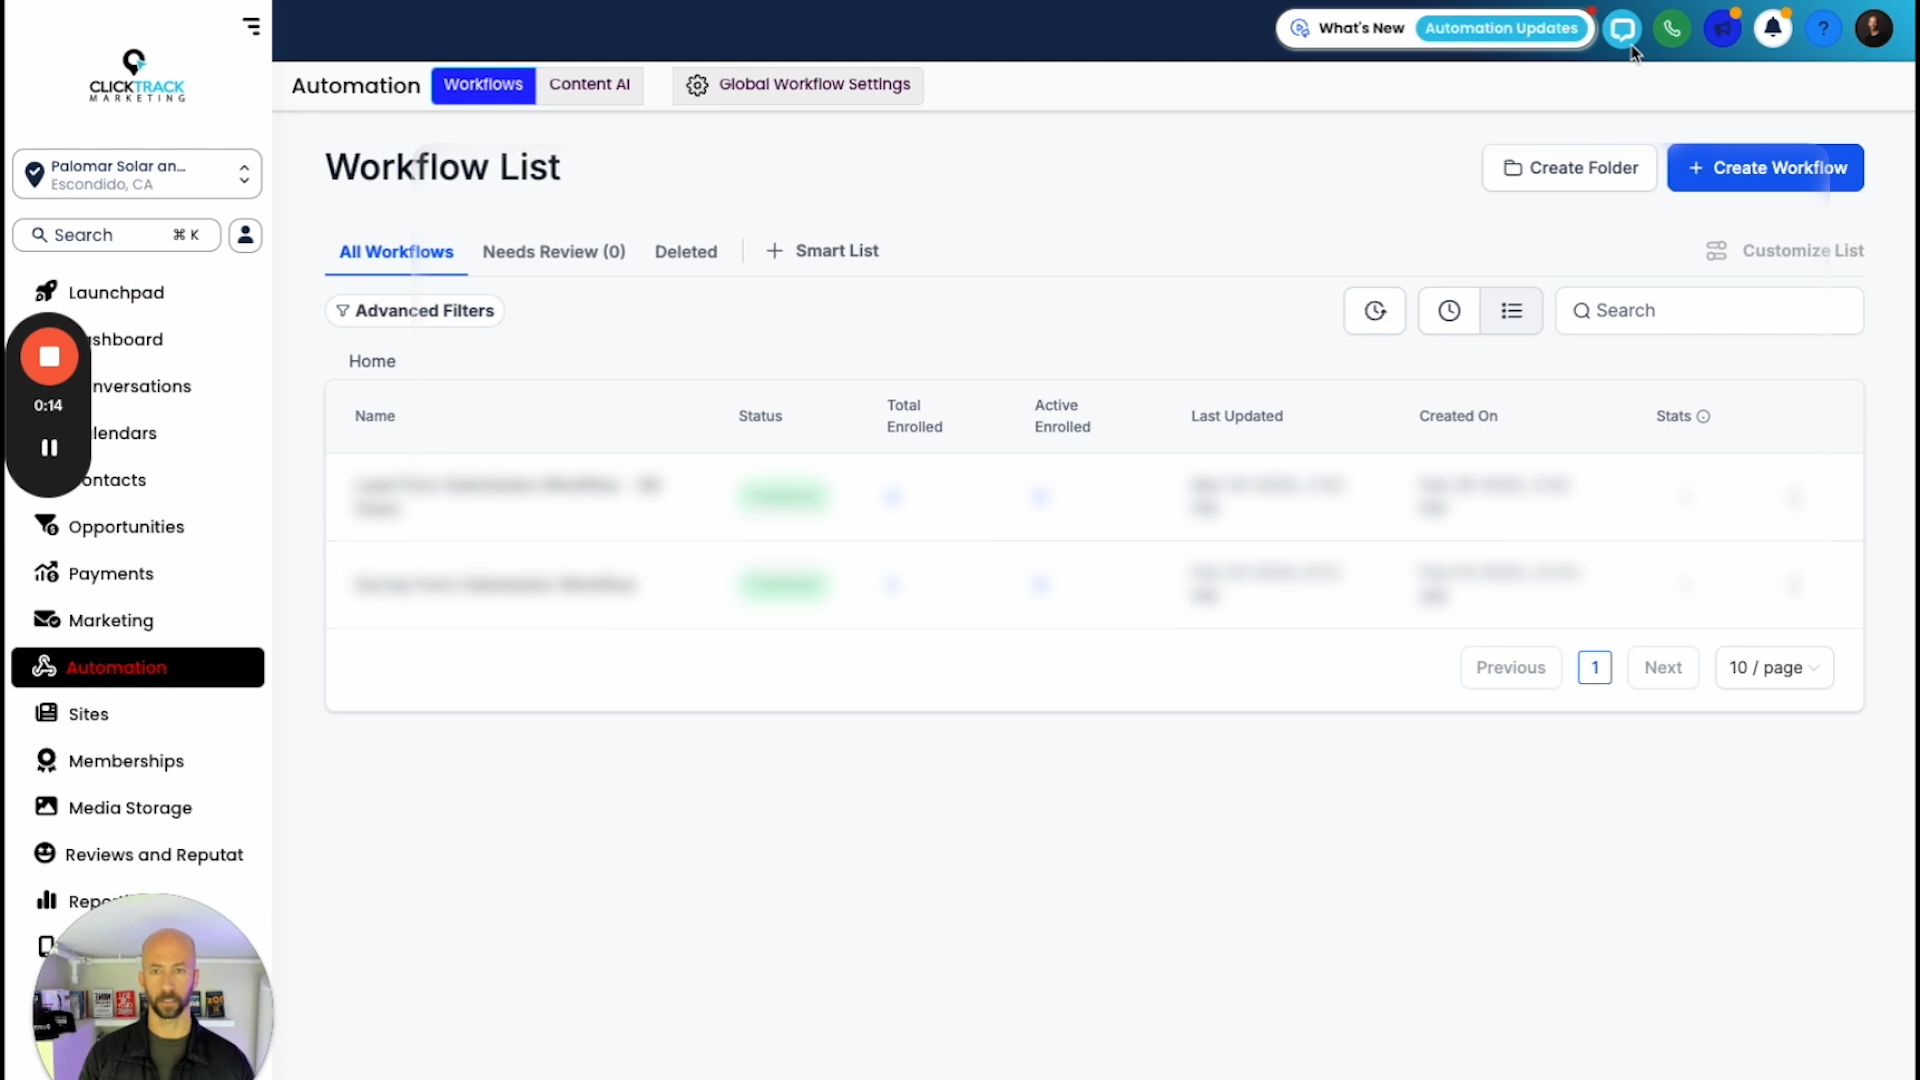 CLICKTRACK
MARKETING
Palomar Solar an...
Escondido, CA
Search ⌘ K
Launchpad
ashboard
nversations
lendars
ontacts
Opportunities
Payments
Marketing
Automation
Sites
Memberships
Media Storage
Reviews and Reputat
0:14
What's New Automation Updates
Automation Workflows Content AI Global Workflow Settings
Workflow List
Create Folder + Create Workflow
All Workflows Needs Review (0) Deleted + Smart List Customize List
Advanced Filters Search
Home
Name Status Total Enrolled Active Enrolled Last Updated Created On Stats
Previous 1 Next 10 / page